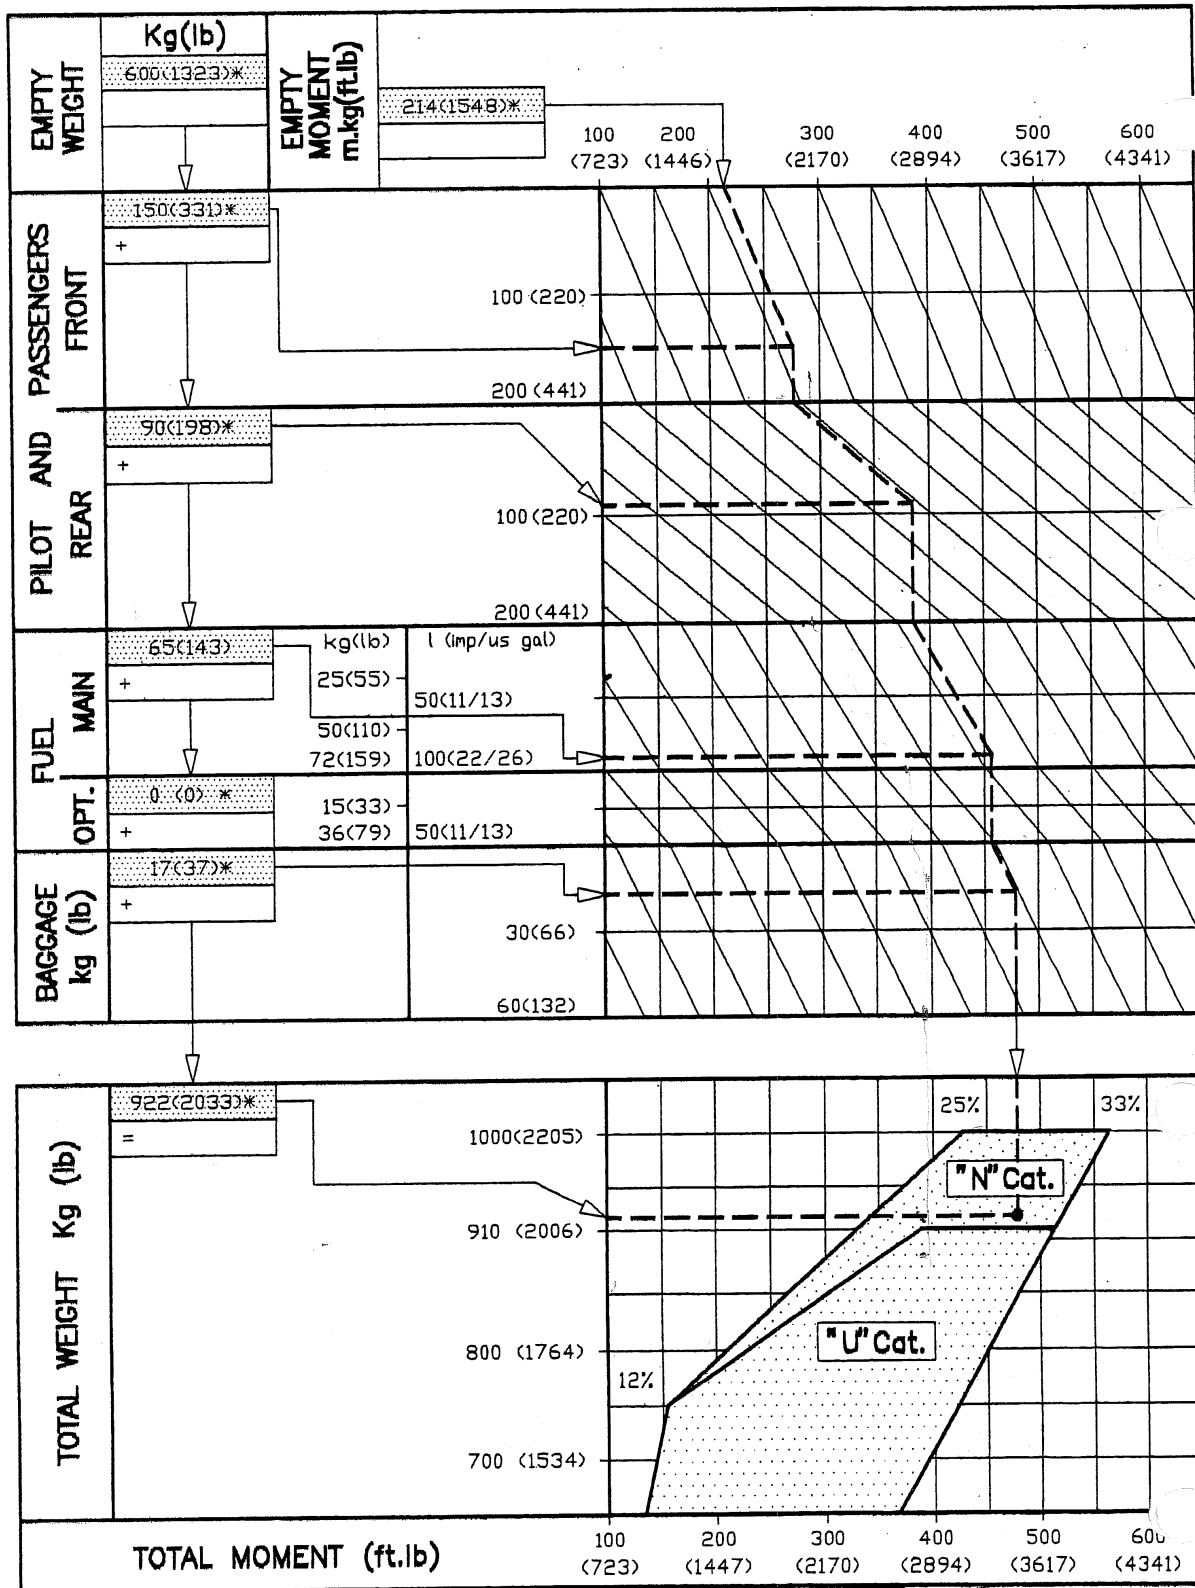 EMPTY WEIGHT
Kg(lb)
600(1323)*
EMPTY MOMENT m.kg(ft.lb)
214(1548)*
100 200 300 400 500 600
(723) (1446) (2170) (2894) (3617) (4341)
PILOT AND PASSENGERS
FRONT
150(331)*
+
100(220)
200(441)
REAR
90(198)*
+
100(220)
200(441)
FUEL
MAIN
65(143)
+
kg(lb)
l (imp/us gal)
25(55)
50(11/13)
50(110)
72(159)
100(22/26)
OPT.
0 (0) *
+
15(33)
36(79)
50(11/13)
BAGGAGE kg (lb)
17(37)*
+
30(66)
60(132)
TOTAL WEIGHT Kg (lb)
922(2033)*
=
25%
33%
1000(2205)
"N" Cat.
910 (2006)
"U" Cat.
800 (1764)
12%
700 (1534)
TOTAL MOMENT (ft.lb)
100 200 300 400 500 600
(723) (1447) (2170) (2894) (3617) (4341)